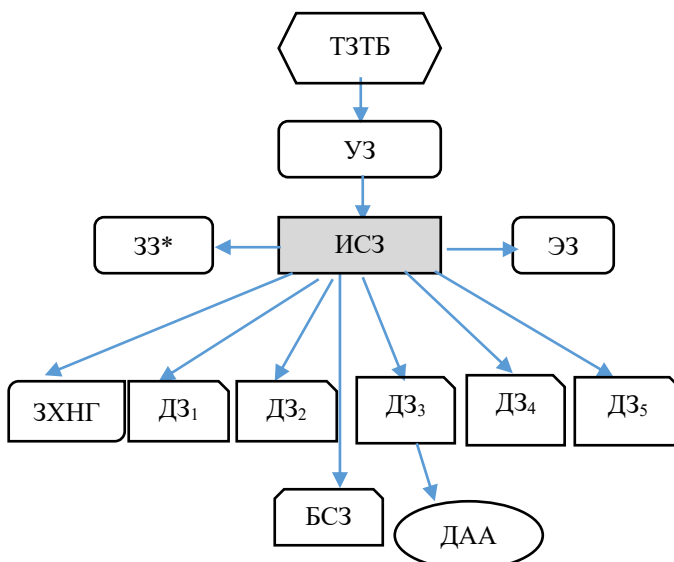 ТЗТБ
УЗ
ЗЗ*
ИСЗ
ЭЗ
ЗХНГ
ДЗ₁
ДЗ₂
ДЗ₃
ДЗ₄
ДЗ₅
БСЗ
ДАА